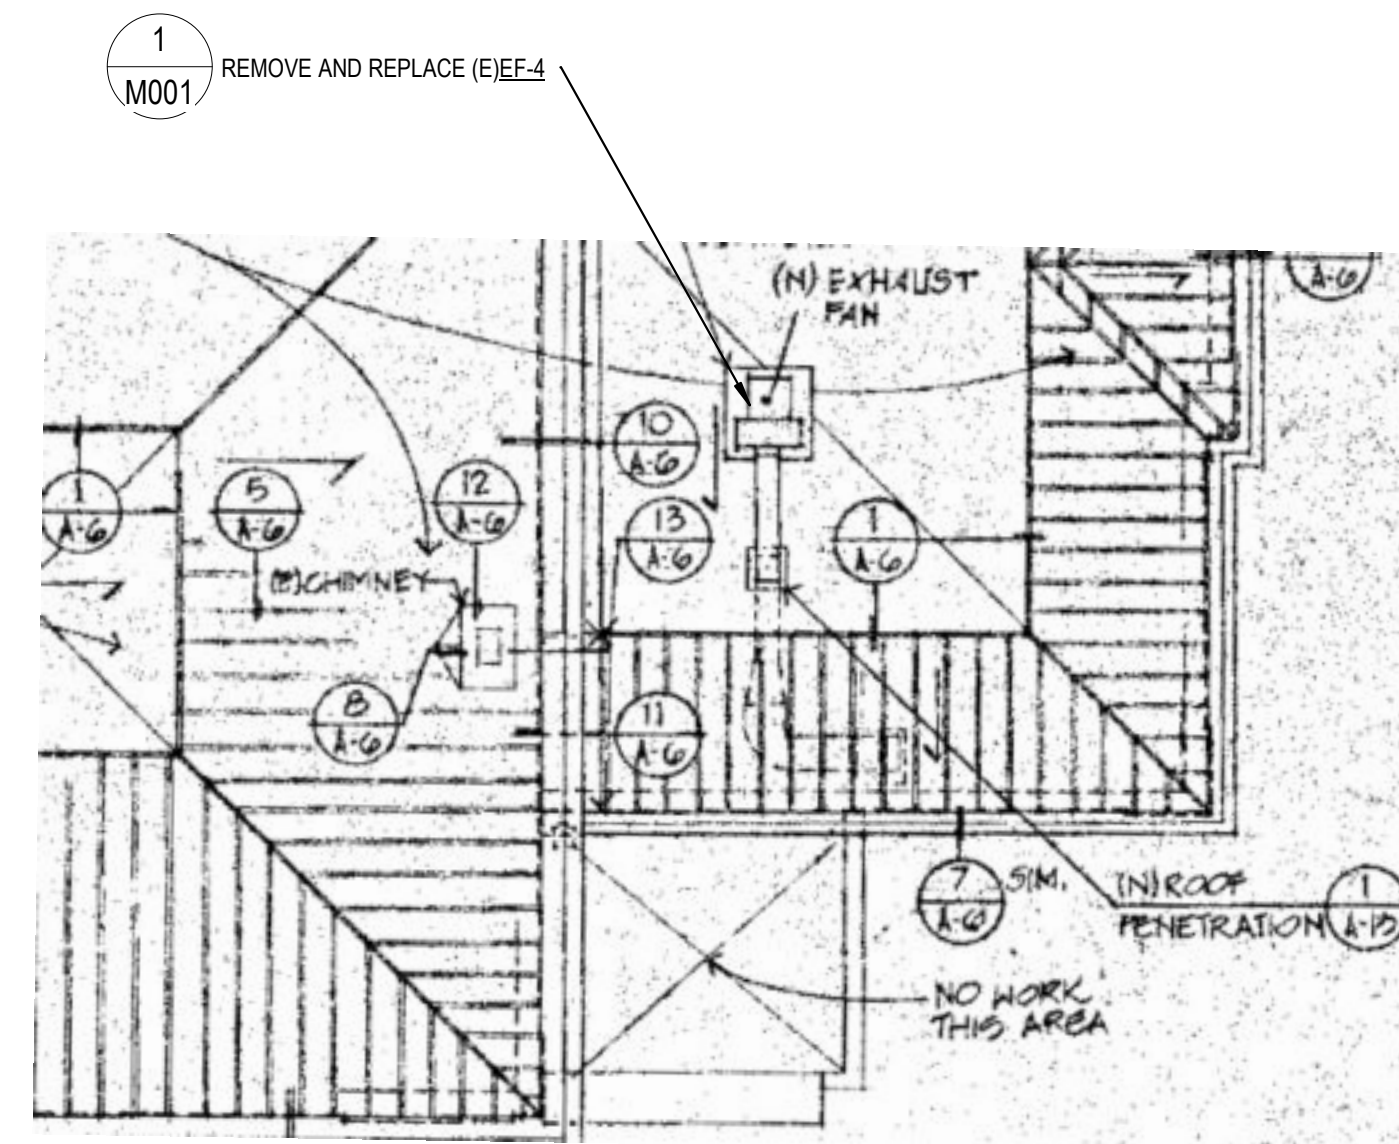 1
M001
REMOVE AND REPLACE (E)EF-4
(N) EXHAUST
FAN
A-6
10
A-6
1
A-6
5
A-6
12
A-6
13
A-6
1
A-6
(E)CHIMNEY
8
A-6
11
A-6
7
A-6
SIM.
(N) ROOF
PENETRATION
1
NO WORK
THIS AREA